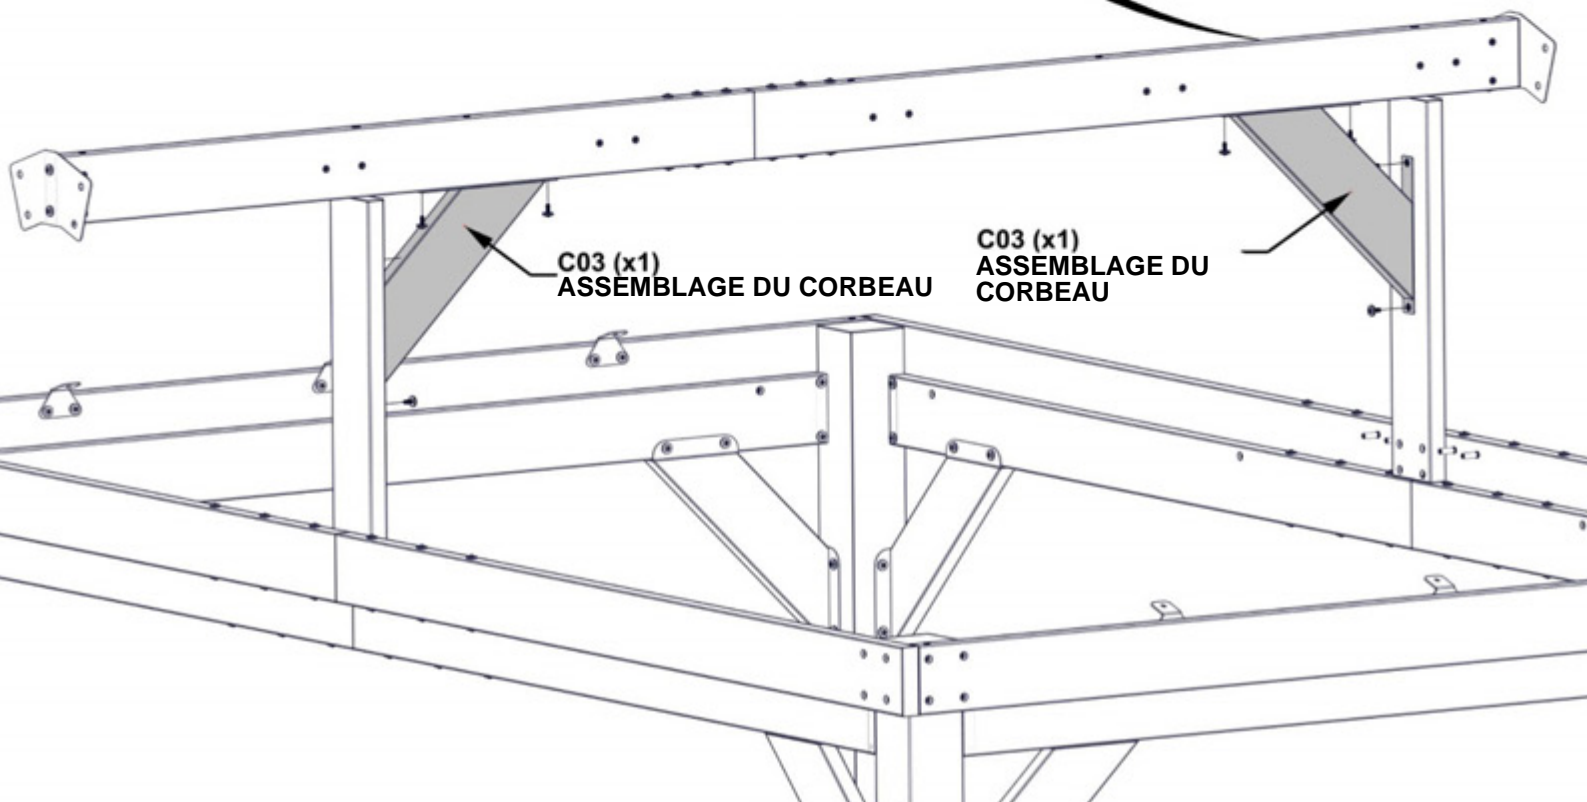 C03 (x1)
ASSEMBLAGE DU CORBEAU
C03 (x1)
ASSEMBLAGE DU
CORBEAU